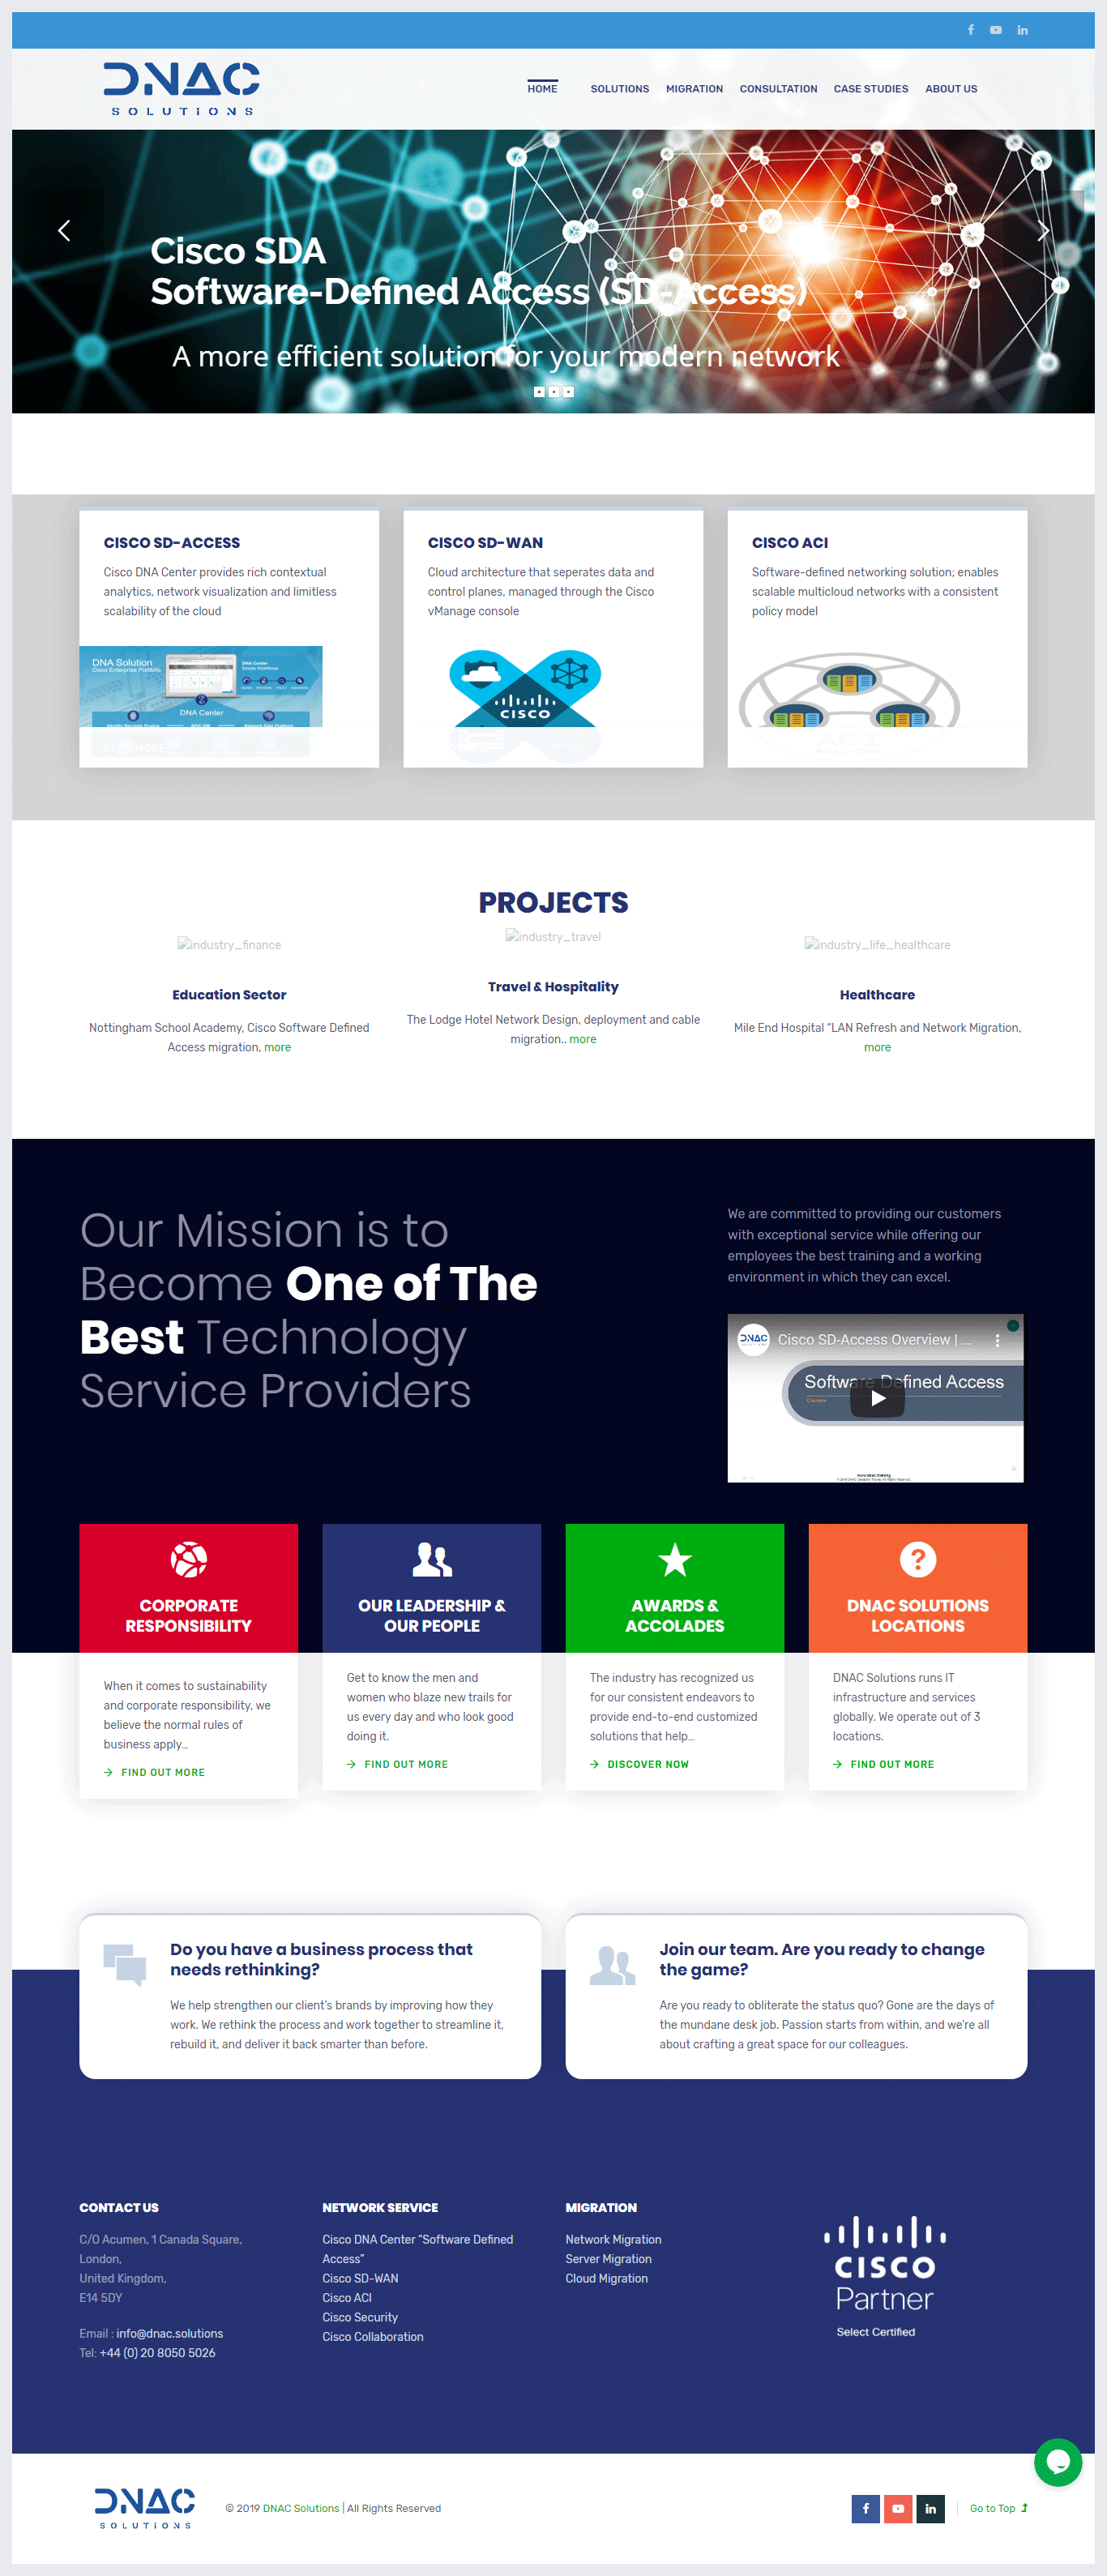 DNAC
SOLUTIONS
HOME
SOLUTIONS
MIGRATION
CONSULTATION
CASE STUDIES
ABOUT US
Cisco SDA
Software-Defined Access (SD-Access)
A more efficient solution for your modern network
CISCO SD-ACCESS
Cisco DNA Center provides rich contextual
analytics, network visualization and limitless
scalability of the cloud
DNA Solution
Cisco Enterprise Portfolio
DNA Center
Simple Workflows
DNA Center
READ MORE
CISCO SD-WAN
Cloud architecture that seperates data and
control planes, managed through the Cisco
vManage console
CISCO
CISCO ACI
Software-defined networking solution; enables
scalable multicloud networks with a consistent
policy model
ACI
PROJECTS
industry_finance
Education Sector
Nottingham School Academy, Cisco Software Defined
Access migration, more
industry_travel
Travel & Hospitality
The Lodge Hotel Network Design, deployment and cable
migration.. more
industry_life_healthcare
Healthcare
Mile End Hospital “LAN Refresh and Network Migration,
more
Our Mission is to
Become One of The
Best Technology
Service Providers
We are committed to providing our customers
with exceptional service while offering our
employees the best training and a working
environment in which they can excel.
DNAC
SOLUTIONS
Cisco SD-Access Overview | ...
Software Defined Access
CORPORATE
RESPONSIBILITY
When it comes to sustainability
and corporate responsibility, we
believe the normal rules of
business apply…
FIND OUT MORE
OUR LEADERSHIP &
OUR PEOPLE
Get to know the men and
women who blaze new trails for
us every day and who look good
doing it.
FIND OUT MORE
AWARDS &
ACCOLADES
The industry has recognized us
for our consistent endeavors to
provide end-to-end customized
solutions that help…
DISCOVER NOW
DNAC SOLUTIONS
LOCATIONS
DNAC Solutions runs IT
infrastructure and services
globally. We operate out of 3
locations.
FIND OUT MORE
Do you have a business process that
needs rethinking?
We help strengthen our client's brands by improving how they
work. We rethink the process and work together to streamline it,
rebuild it, and deliver it back smarter than before.
Join our team. Are you ready to change
the game?
Are you ready to obliterate the status quo? Gone are the days of
the mundane desk job. Passion starts from within, and we're all
about crafting a great space for our colleagues.
CONTACT US
C/O Acumen, 1 Canada Square,
London,
United Kingdom,
E14 5DY
Email : info@dnac.solutions
Tel: +44 (0) 20 8050 5026
NETWORK SERVICE
Cisco DNA Center “Software Defined
Access”
Cisco SD-WAN
Cisco ACI
Cisco Security
Cisco Collaboration
MIGRATION
Network Migration
Server Migration
Cloud Migration
CISCO
Partner
Select Certified
DNAC
SOLUTIONS
© 2019 DNAC Solutions | All Rights Reserved
Go to Top